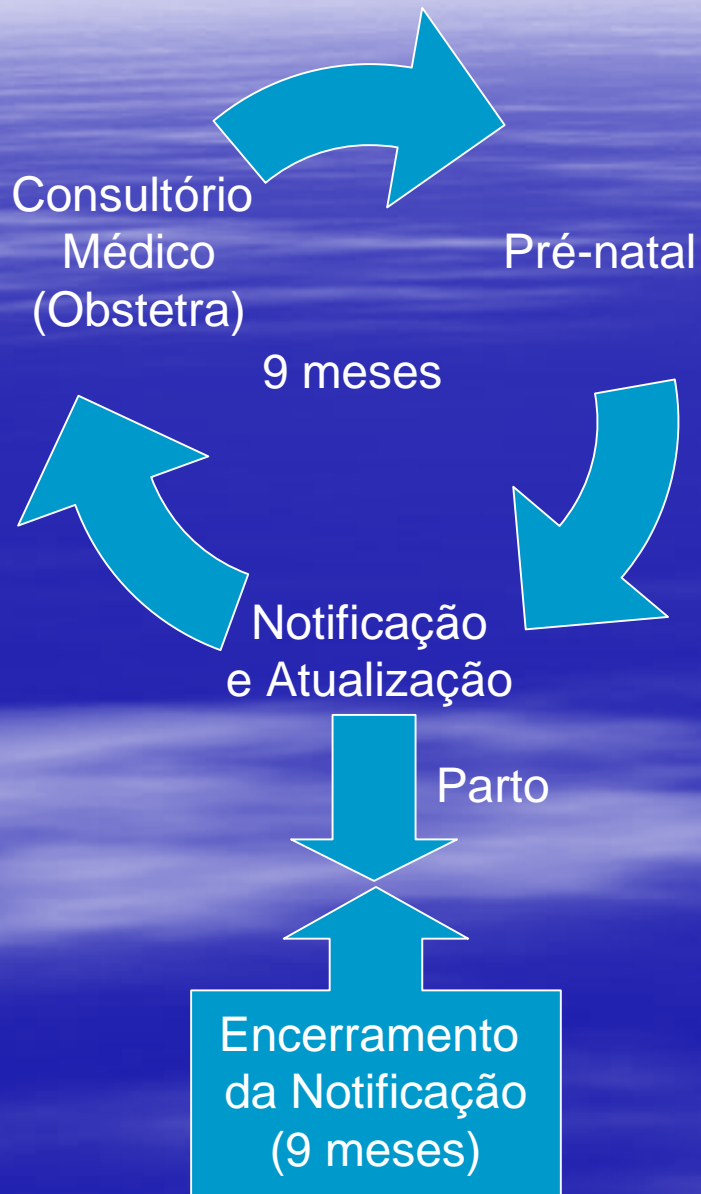 Consultório
Médico
(Obstetra)
Pré-natal
9 meses
Notificação
e Atualização
Parto
Encerramento
da Notificação
(9 meses)